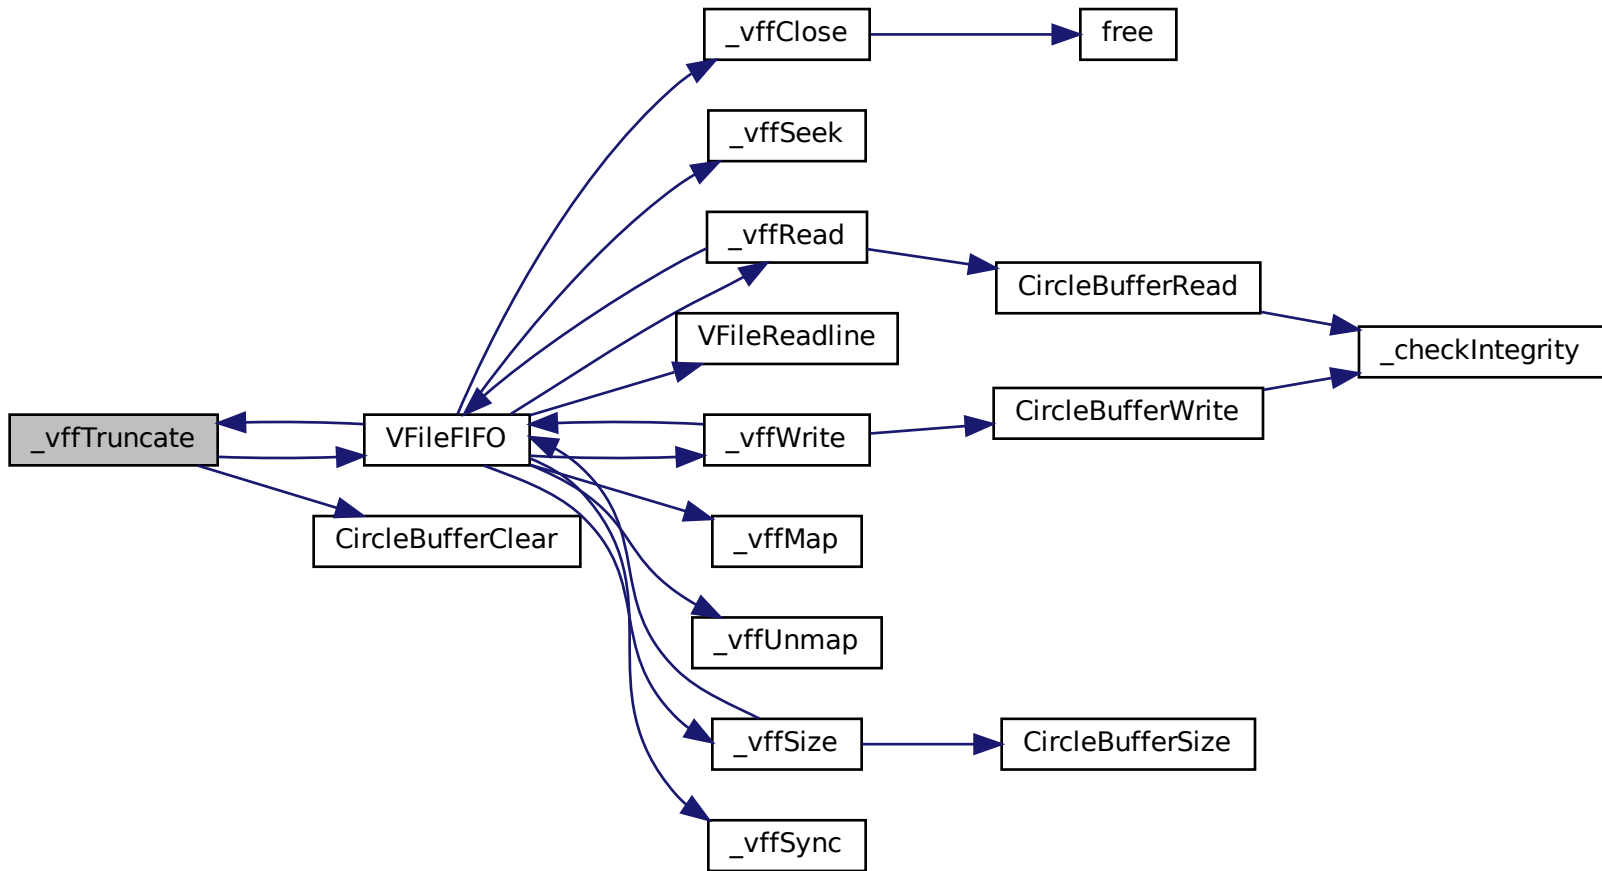 _vffClose
free
_vffSeek
_vffRead
CircleBufferRead
VFileReadline
_checkIntegrity
_vffTruncate
VFileFIFO
_vffWrite
CircleBufferWrite
CircleBufferClear
_vffMap
_vffUnmap
_vffSize
CircleBufferSize
_vffSync